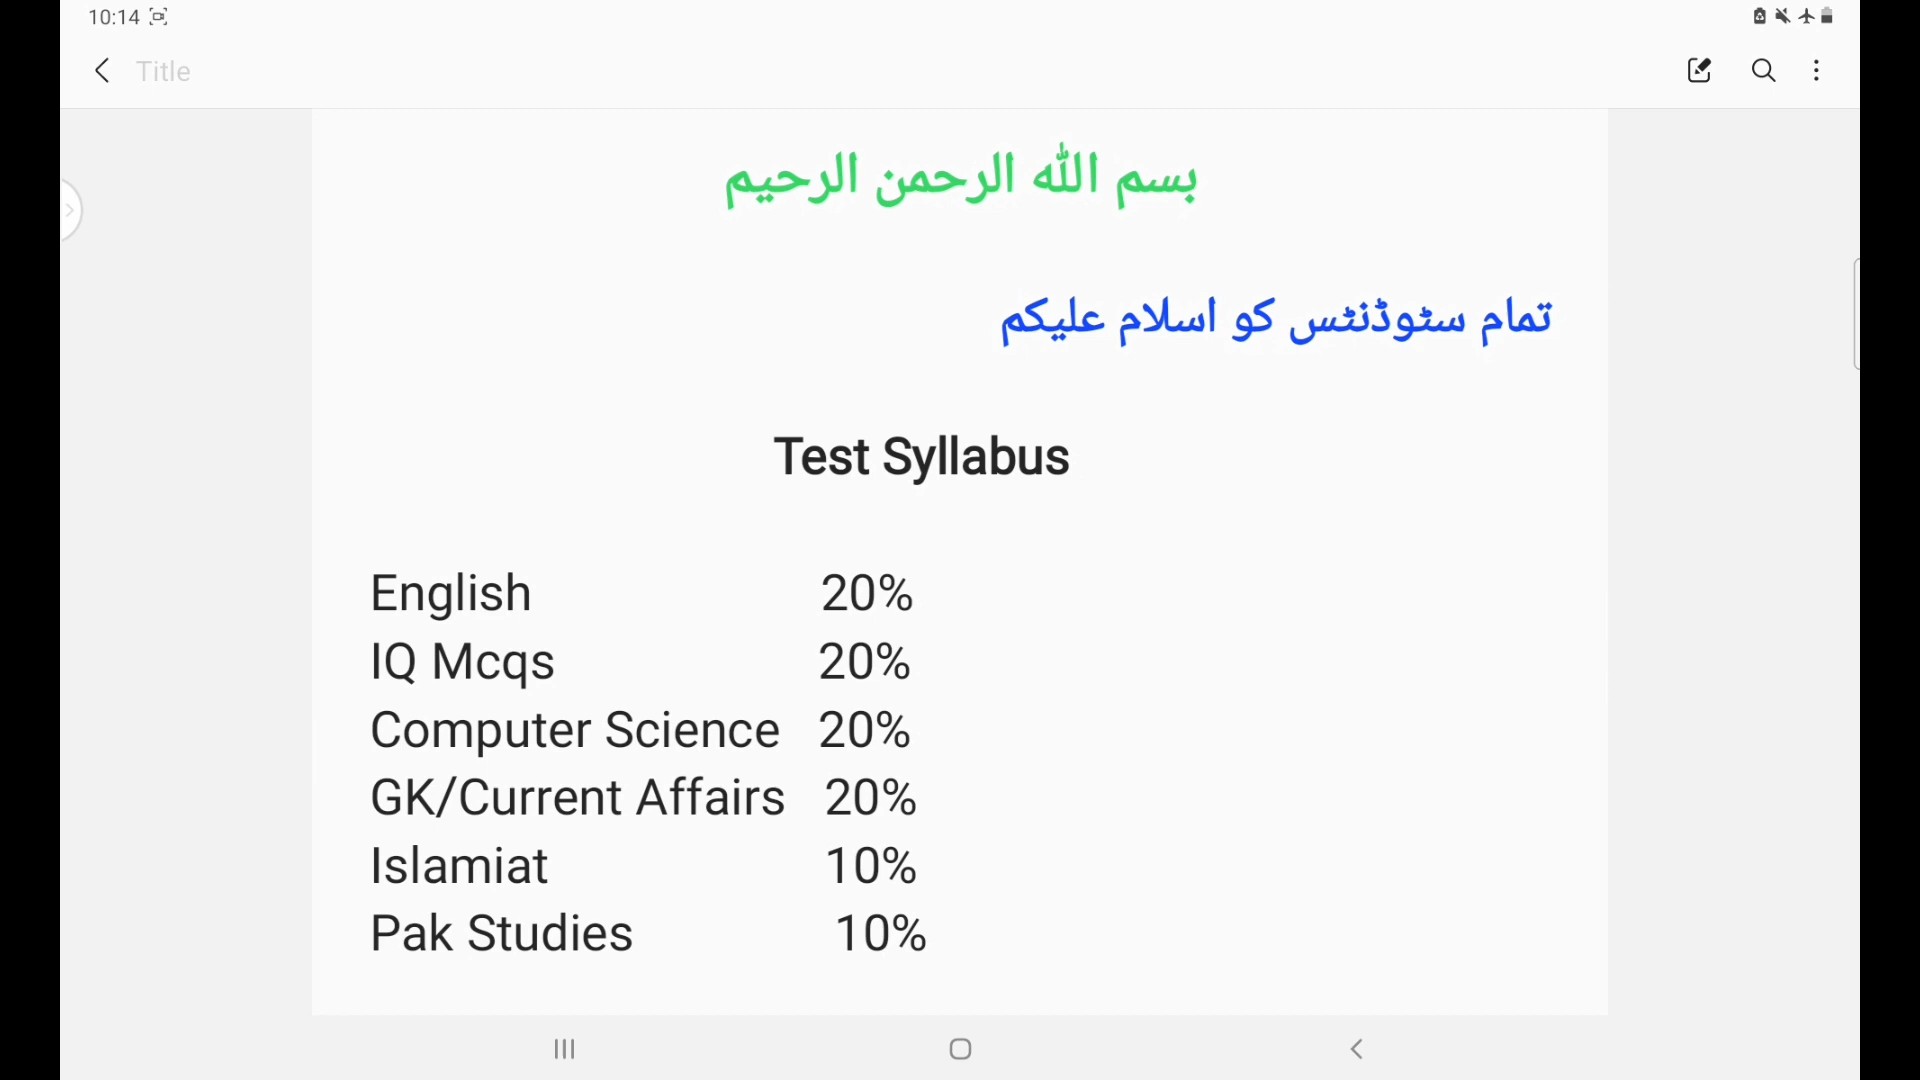 10:14
Title
بسم الله الرحمن الرحیم
تمام سٹوڈنٹس کو اسلام علیکم
Test Syllabus
English 20%
IQ Mcqs 20%
Computer Science 20%
GK/Current Affairs 20%
Islamiat 10%
Pak Studies 10%